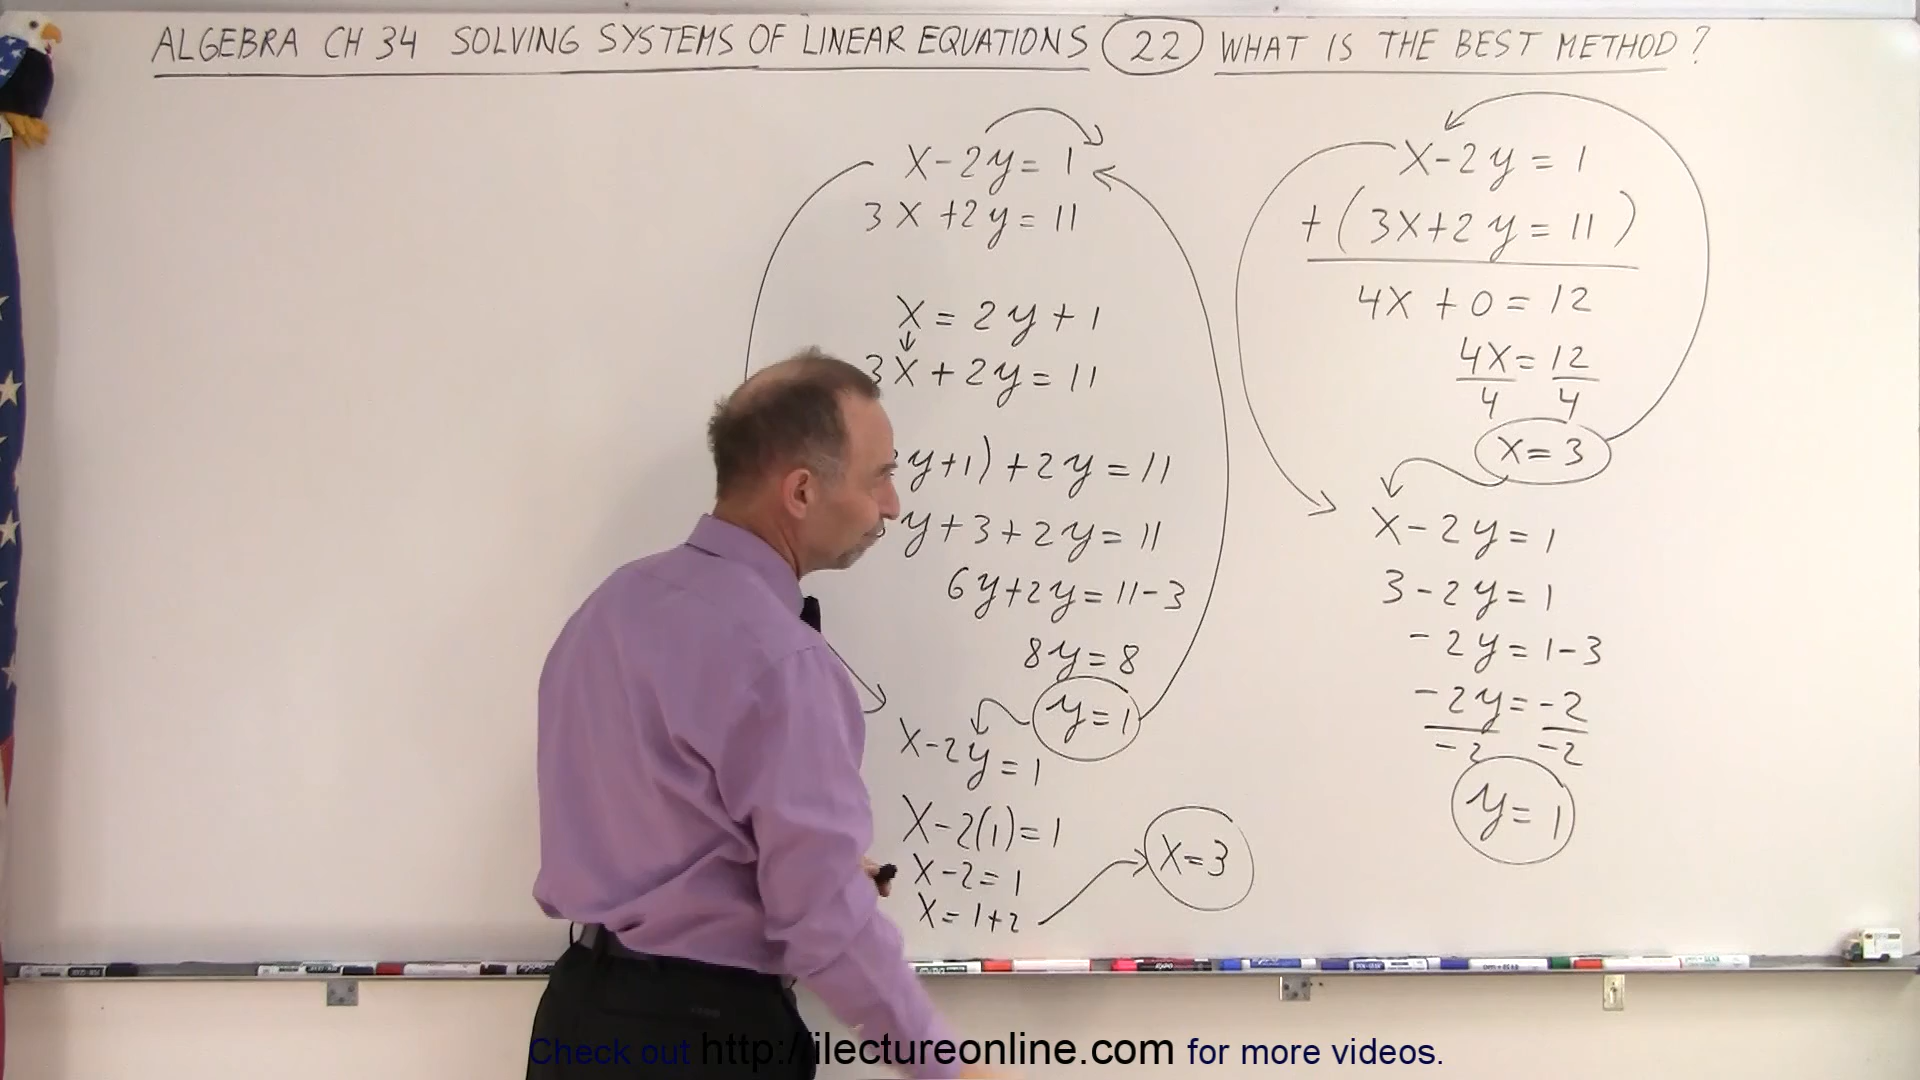 ALGEBRA CH 34 SOLVING SYSTEMS OF LINEAR EQUATIONS 22 WHAT IS THE BEST METHOD?
x-2y=1
3x+2y=11
x=2y+1
3x+2y=11
y+1)+2y=11
y+3+2y=11
6y+2y=11-3
8y=8
y=1
x-2y=1
x-2(1)=1
x-2=1
x=1+2
x=3
x-2y=1
+(3x+2y=11)
4x+0=12
4x=12
4 4
x=3
x-2y=1
3-2y=1
-2y=1-3
-2y=-2
-2 -2
y=1
Check out http://ilectureonline.com for more videos.